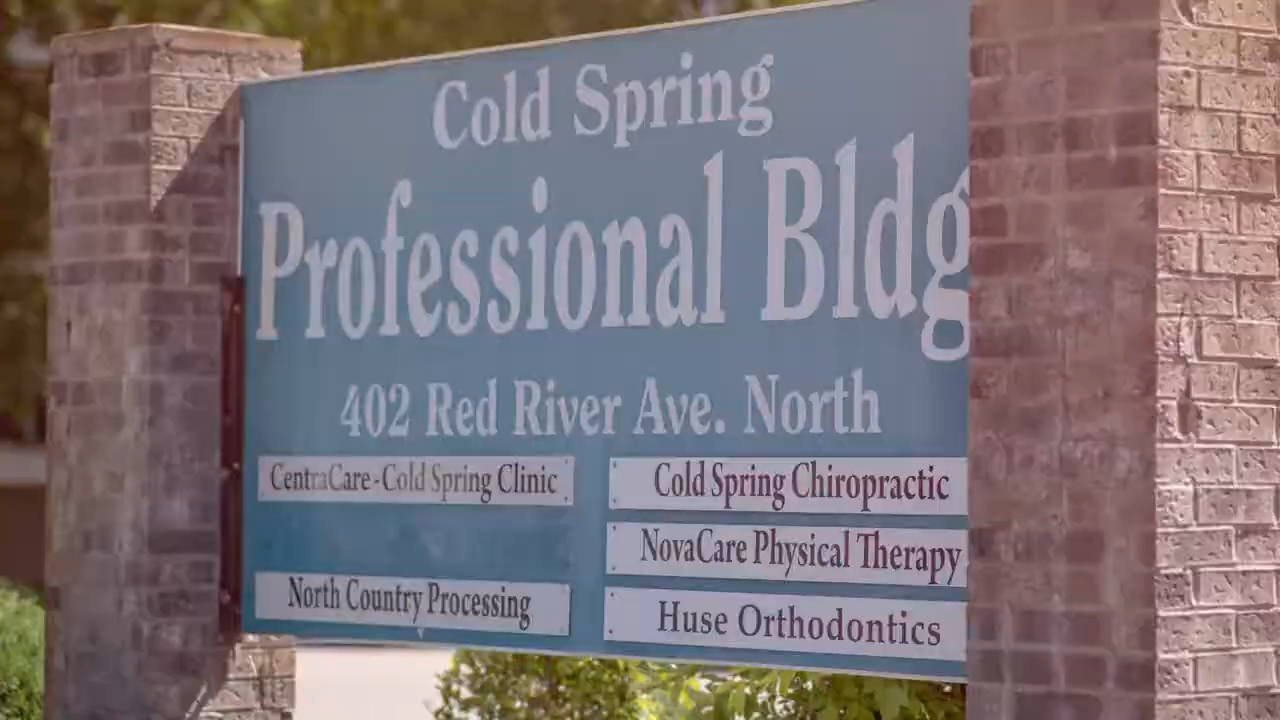 Cold Spring
Professional Bldg
402 Red River Ave. North
CentraCare-Cold Spring Clinic
North Country Processing
Cold Spring Chiropractic
NovaCare Physical Therapy
Huse Orthodontics